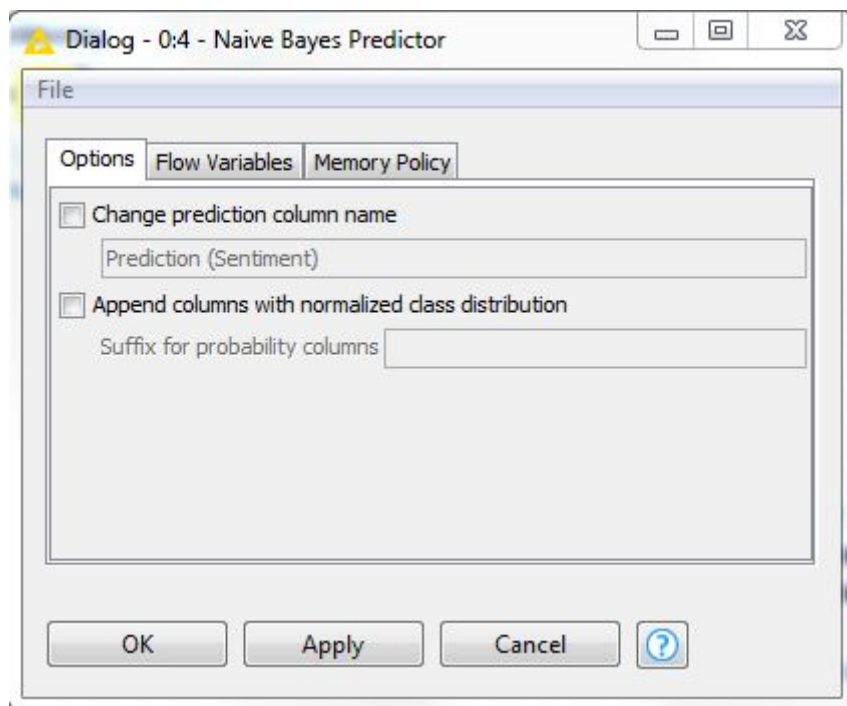 Dialog - 0:4 - Naive Bayes Predictor
File
Options Flow Variables Memory Policy
Change prediction column name
Prediction (Sentiment)
Append columns with normalized class distribution
Suffix for probability columns
OK Apply Cancel ?